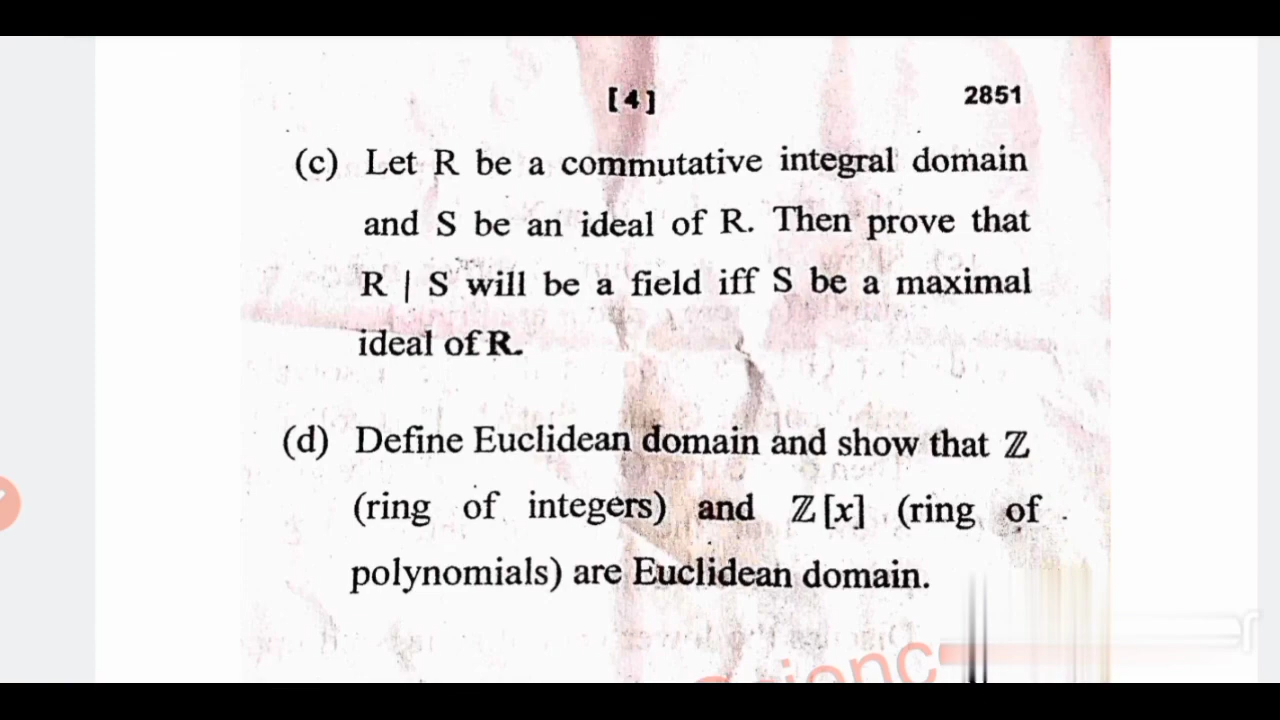 [4]
2851
(c) Let R be a commutative integral domain
and S be an ideal of R. Then prove that
R | S will be a field iff S be a maximal
ideal of R.
(d) Define Euclidean domain and show that ℤ
(ring of integers) and ℤ[x] (ring of
polynomials) are Euclidean domain.